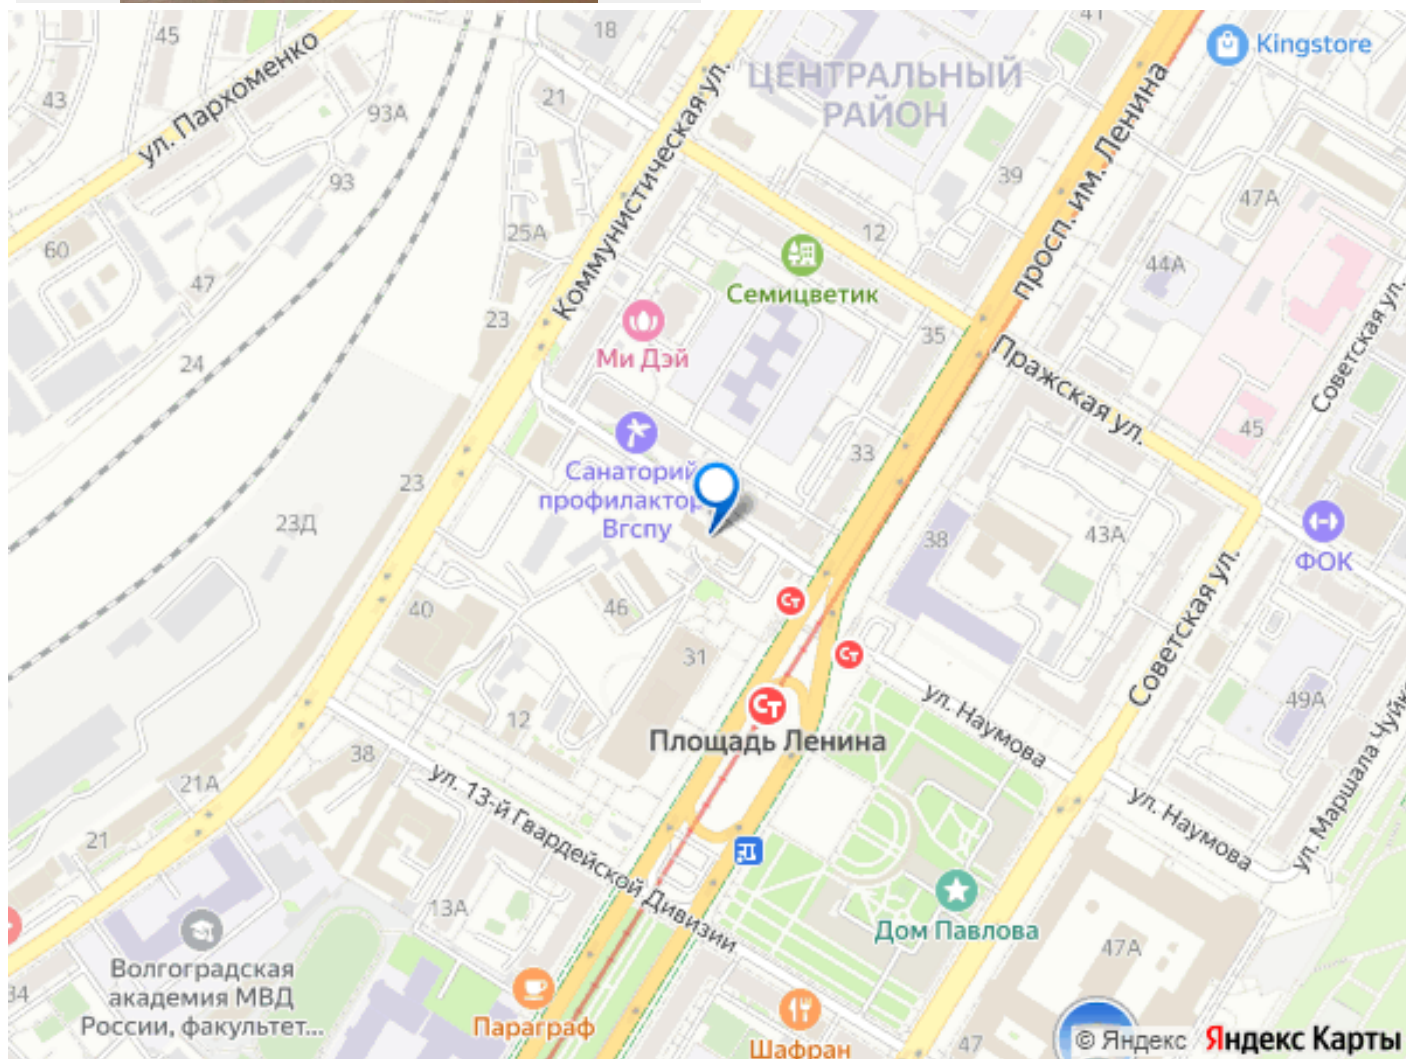 41
45
18
Kingstore
ул. Пархоменко
ЦЕНТРАЛЬНЫЙ
РАЙОН
43
93А
21
Коммунистическая ул.
просп. им. Ленина
93
39
47А
25А
12
60
44А
47
Семицветик
23
35
Ми Дэй
24
Пражская ул.
Советская ул.
45
33
Санаторий
профилактор
Вгспу
23
23Д
38
43А
ФОК
Ст
46
40
31
Ст
Советская ул.
ул. Наумова
49А
Ст
Площадь Ленина
12
38
21А
ул. 13-й Гвардейской Дивизии
ул. Наумова
ул. Маршала Чуйко
21
13А
Дом Павлова
47А
Волгоградская
академия МВД
России, факультет...
34
Параграф
Шафран
47
© Яндекс Яндекс Карты